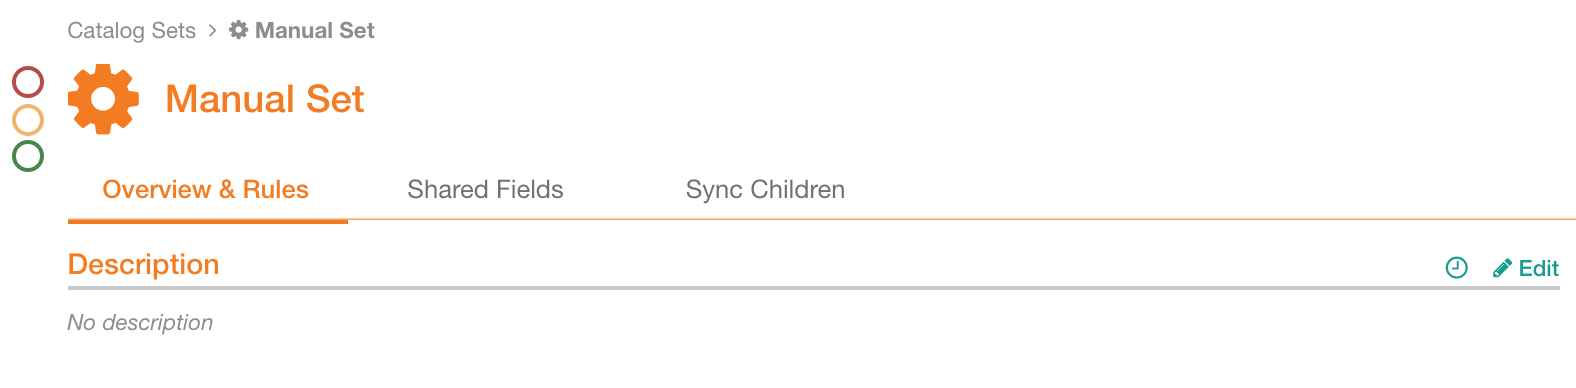 Catalog Sets > Manual Set
Manual Set
Overview & Rules Shared Fields Sync Children
Description Edit
No description